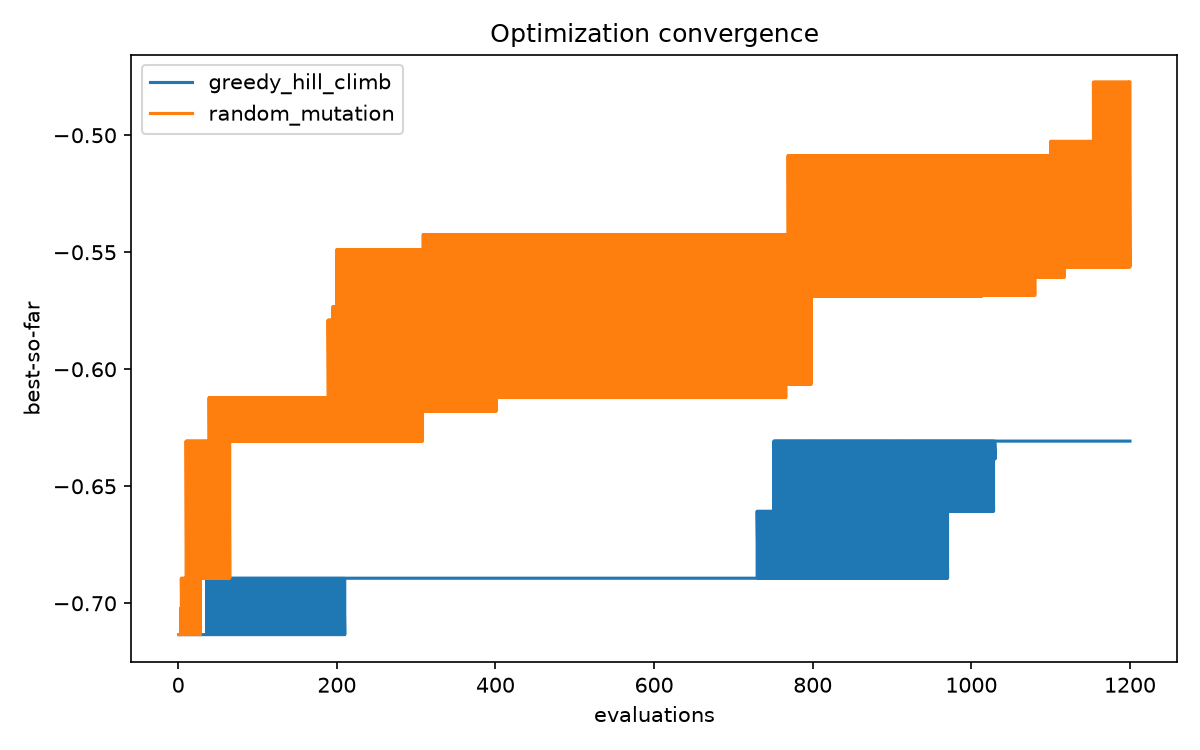 Optimization convergence
greedy_hill_climb
random_mutation
best-so-far
−0.50
−0.55
−0.60
−0.65
−0.70
0 200 400 600 800 1000 1200
evaluations